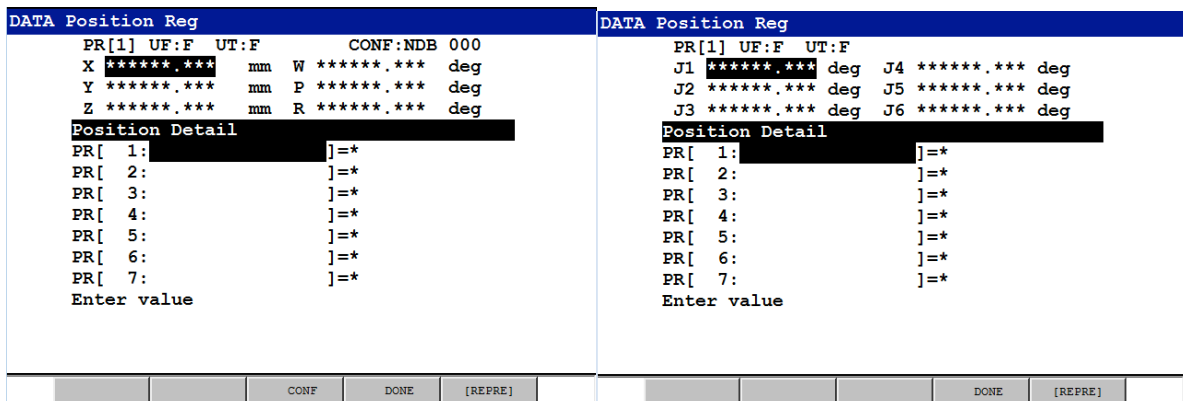 DATA Position Reg
PR[1] UF:F UT:F CONF:NDB 000
X ******.*** mm W ******.*** deg
Y ******.*** mm P ******.*** deg
Z ******.*** mm R ******.*** deg
Position Detail
PR[ 1: ]=*
PR[ 2: ]=*
PR[ 3: ]=*
PR[ 4: ]=*
PR[ 5: ]=*
PR[ 6: ]=*
PR[ 7: ]=*
Enter value
CONF DONE [REPRE]
DATA Position Reg
PR[1] UF:F UT:F
J1 ******.*** deg J4 ******.*** deg
J2 ******.*** deg J5 ******.*** deg
J3 ******.*** deg J6 ******.*** deg
Position Detail
PR[ 1: ]=*
PR[ 2: ]=*
PR[ 3: ]=*
PR[ 4: ]=*
PR[ 5: ]=*
PR[ 6: ]=*
PR[ 7: ]=*
Enter value
DONE [REPRE]